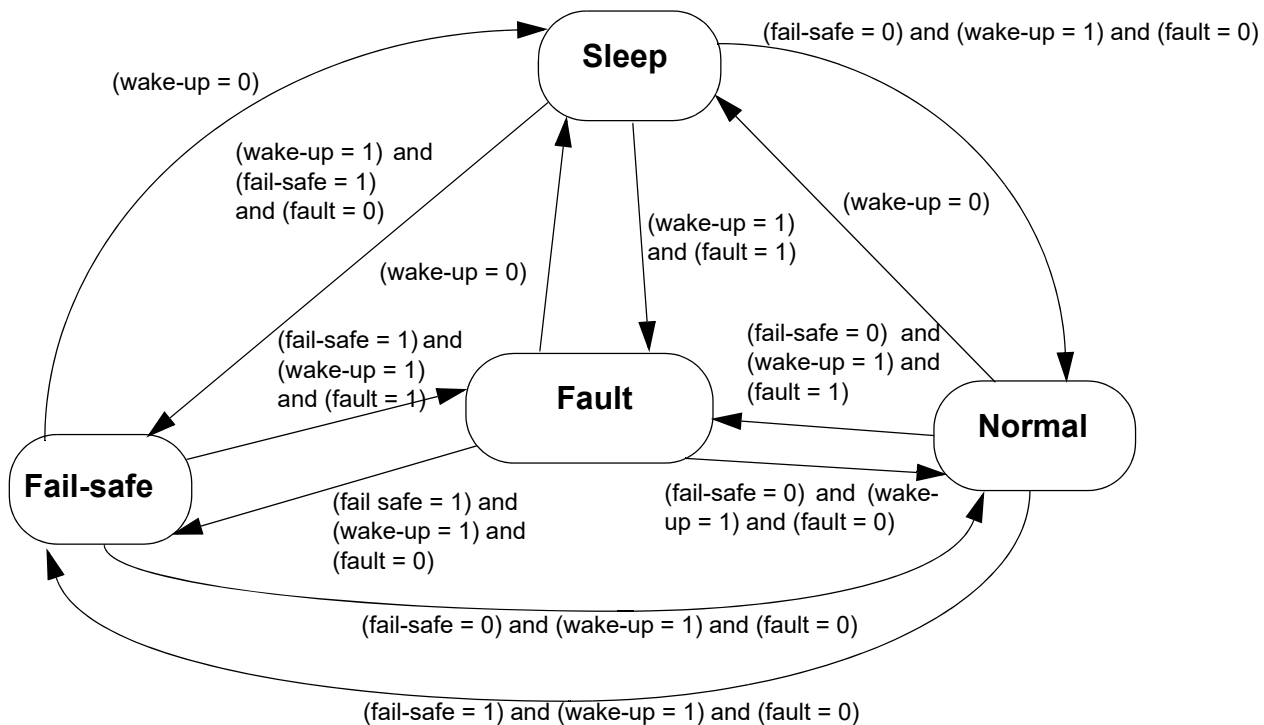 Sleep
(fail-safe = 0) and (wake-up = 1) and (fault = 0)
(wake-up = 0)
(wake-up = 1) and
(fail-safe = 1)
and (fault = 0)
(wake-up = 1)
and (fault = 1)
(wake-up = 0)
(wake-up = 0)
(fail-safe = 1) and
(wake-up = 1)
and (fault = 1)
(fail-safe = 0) and
(wake-up = 1) and
(fault = 1)
Fault
Normal
Fail-safe
(fail safe = 1) and
(wake-up = 1) and
(fault = 0)
(fail-safe = 0) and (wake-
up = 1) and (fault = 0)
(fail-safe = 0) and (wake-up = 1) and (fault = 0)
(fail-safe = 1) and (wake-up = 1) and (fault = 0)